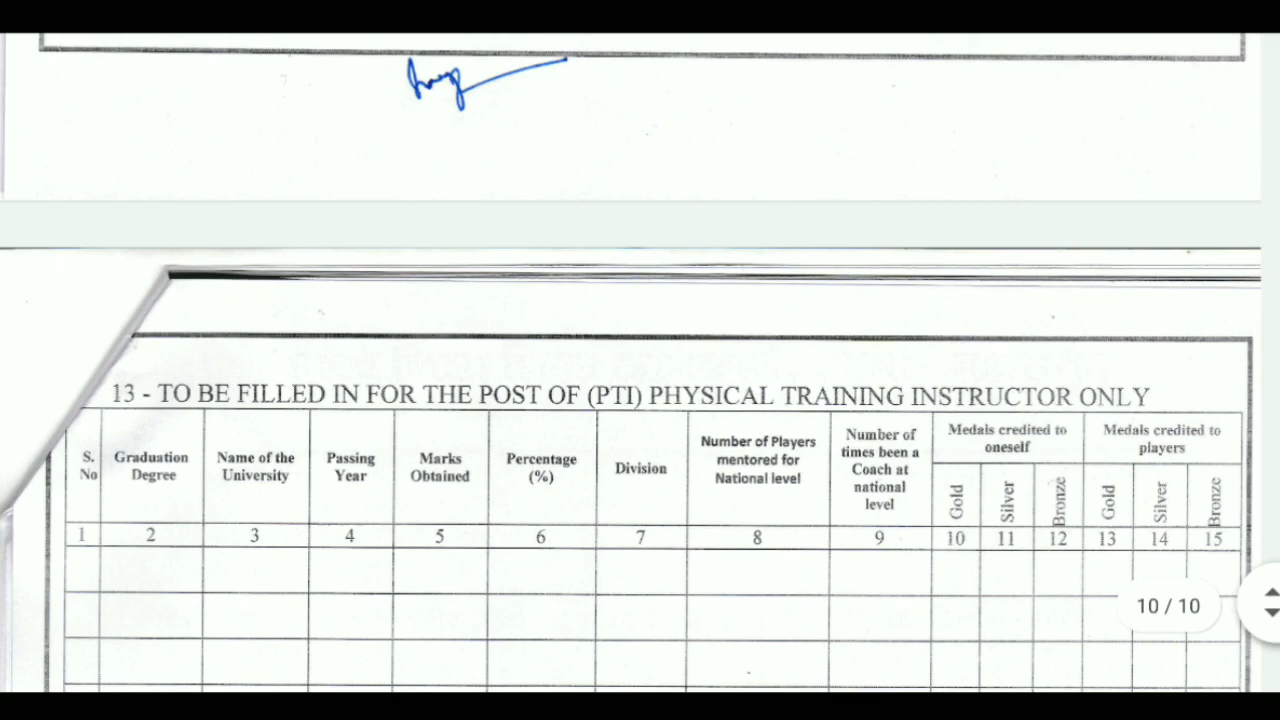 13 - TO BE FILLED IN FOR THE POST OF (PTI) PHYSICAL TRAINING INSTRUCTOR ONLY
S. No
Graduation Degree
Name of the University
Passing Year
Marks Obtained
Percentage (%)
Division
Number of Players mentored for National level
Number of times been a Coach at national level
Medals credited to oneself
Medals credited to players
Gold
Silver
Bronze
Gold
Silver
Bronze
1 2 3 4 5 6 7 8 9 10 11 12 13 14 15
10 / 10